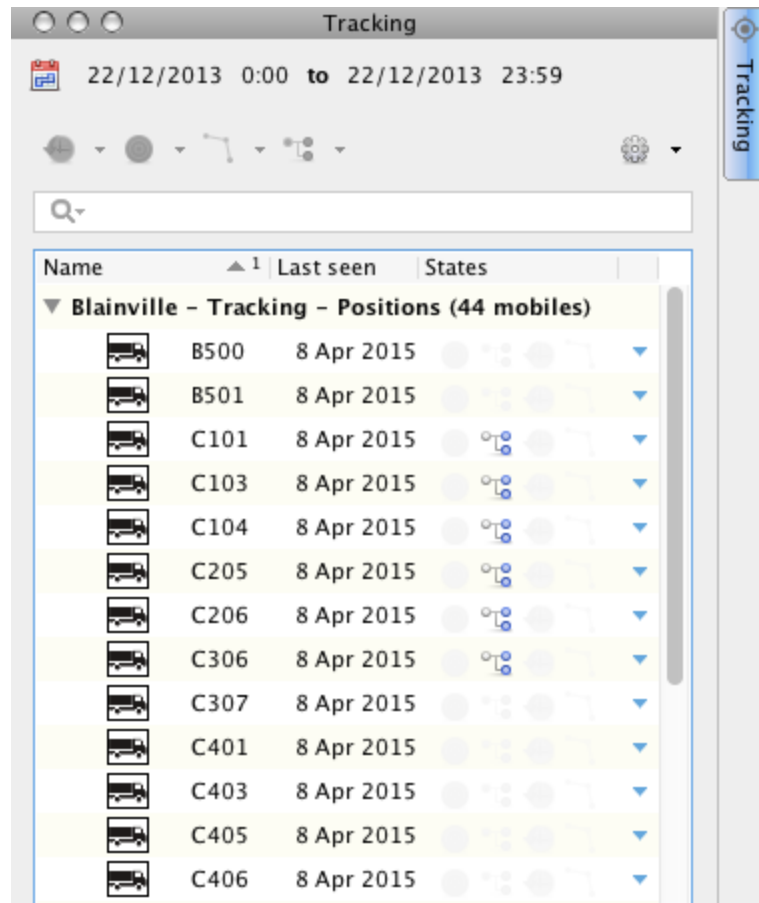 Tracking
22/12/2013 0:00 to 22/12/2013 23:59
Tracking
Name 1 Last seen States
Blainville – Tracking – Positions (44 mobiles)
B500 8 Apr 2015
B501 8 Apr 2015
C101 8 Apr 2015
C103 8 Apr 2015
C104 8 Apr 2015
C205 8 Apr 2015
C206 8 Apr 2015
C306 8 Apr 2015
C307 8 Apr 2015
C401 8 Apr 2015
C403 8 Apr 2015
C405 8 Apr 2015
C406 8 Apr 2015